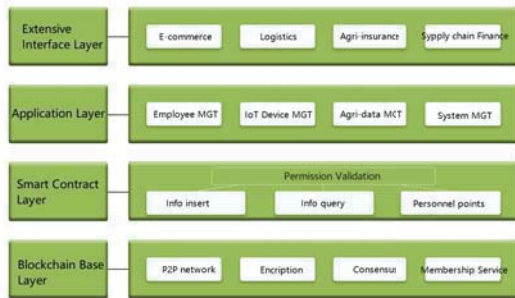 Extensive
Interface Layer
E-commerce
Logistics
Agri-insurance
Sypply chain Finance
Application Layer
Employee MGT
IoT Device MGT
Agri-data MCT
System MGT
Smart Contract
Layer
Permission Validation
Info insert
Info query
Personnel points
Blockchain Base
Layer
P2P network
Encription
Consensus
Membership Service